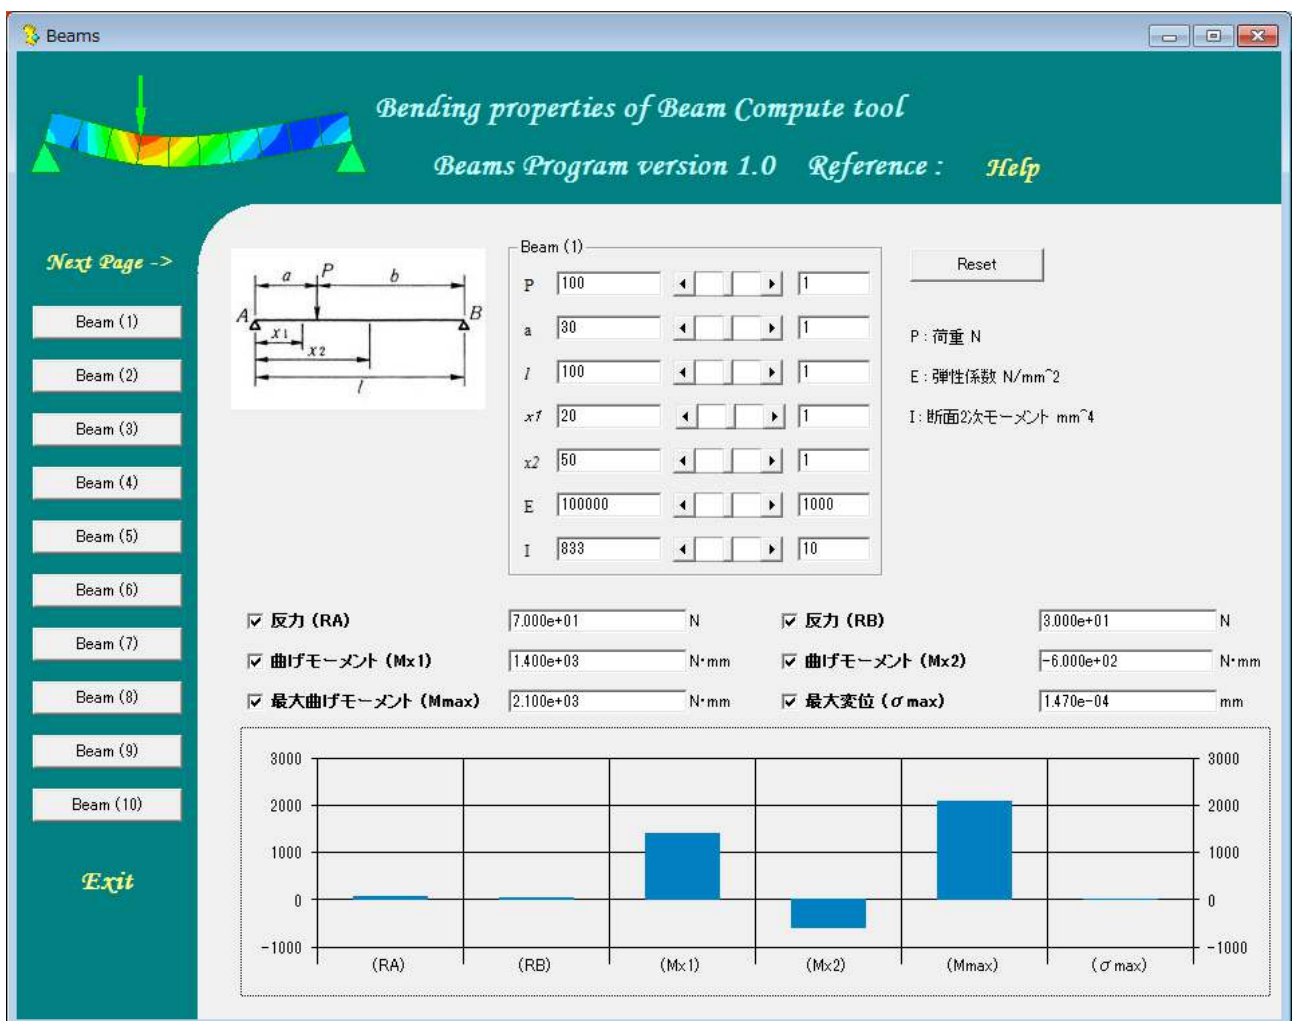 Beams
Bending properties of Beam Compute tool
Beams Program version 1.0 Reference : Help
Next Page ->
Beam (1)
Beam (2)
Beam (3)
Beam (4)
Beam (5)
Beam (6)
Beam (7)
Beam (8)
Beam (9)
Beam (10)
Exit
a P b
A B
x1
x2
l
Beam (1)
P 100 1
a 30 1
l 100 1
x1 20 1
x2 50 1
E 100000 1000
I 833 10
Reset
P : 荷重 N
E : 弾性係数 N/mm^2
I : 断面2次モーメント mm^4
反力 (RA) 7.000e+01 N 反力 (RB) 3.000e+01 N
曲げモーメント (Mx1) 1.400e+03 N・mm 曲げモーメント (Mx2) -6.000e+02 N・mm
最大曲げモーメント (Mmax) 2.100e+03 N・mm 最大変位 (σmax) 1.470e-04 mm
3000 3000
2000 2000
1000 1000
0 0
-1000 -1000
(RA) (RB) (Mx1) (Mx2) (Mmax) (σmax)